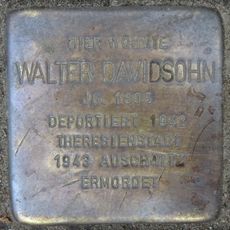 HIER WOHNTE
WALTER DAVIDSOHN
JG.
DEPORTIERT 1942
THERESIENSTADT
1943 AUSCHWITZ
ERMORDET